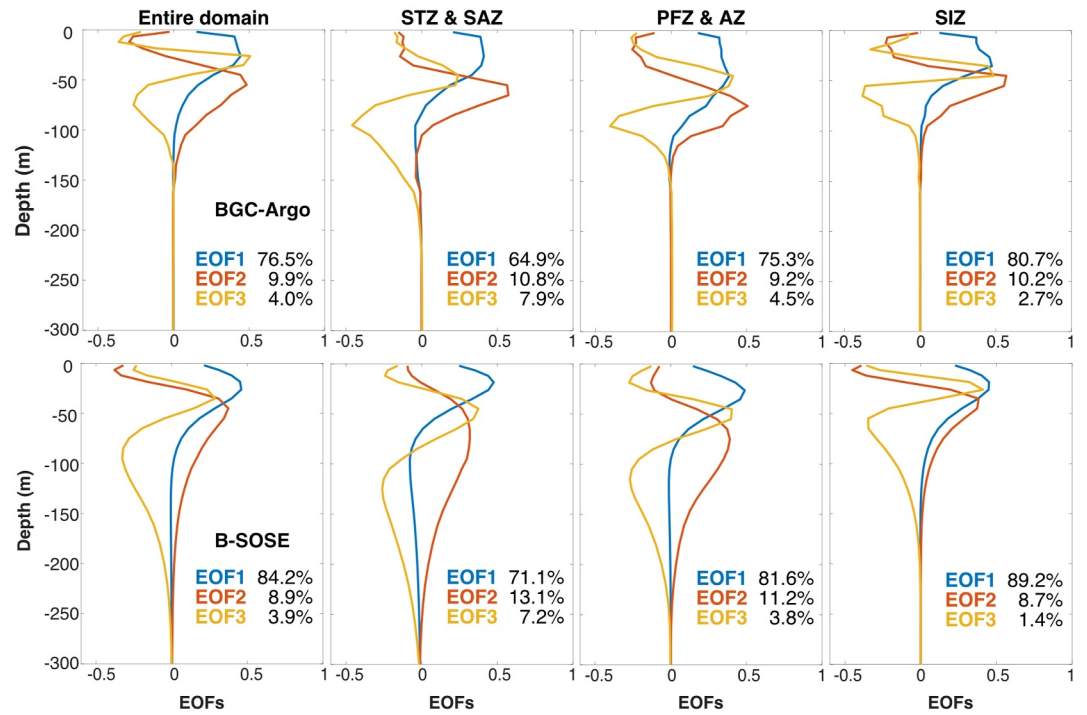 Entire domain STZ & SAZ PFZ & AZ SIZ
0
-50
-100
-150
-200
-250
-300
Depth (m)
BGC-Argo
EOF1 76.5%
EOF2 9.9%
EOF3 4.0%
EOF1 64.9%
EOF2 10.8%
EOF3 7.9%
EOF1 75.3%
EOF2 9.2%
EOF3 4.5%
EOF1 80.7%
EOF2 10.2%
EOF3 2.7%
-0.5 0 0.5 1 -0.5 0 0.5 1 -0.5 0 0.5 1 -0.5 0 0.5 1
0
-50
-100
-150
-200
-250
-300
Depth (m)
B-SOSE
EOF1 84.2%
EOF2 8.9%
EOF3 3.9%
EOF1 71.1%
EOF2 13.1%
EOF3 7.2%
EOF1 81.6%
EOF2 11.2%
EOF3 3.8%
EOF1 89.2%
EOF2 8.7%
EOF3 1.4%
-0.5 0 0.5 1 -0.5 0 0.5 1 -0.5 0 0.5 1 -0.5 0 0.5 1
EOFs EOFs EOFs EOFs